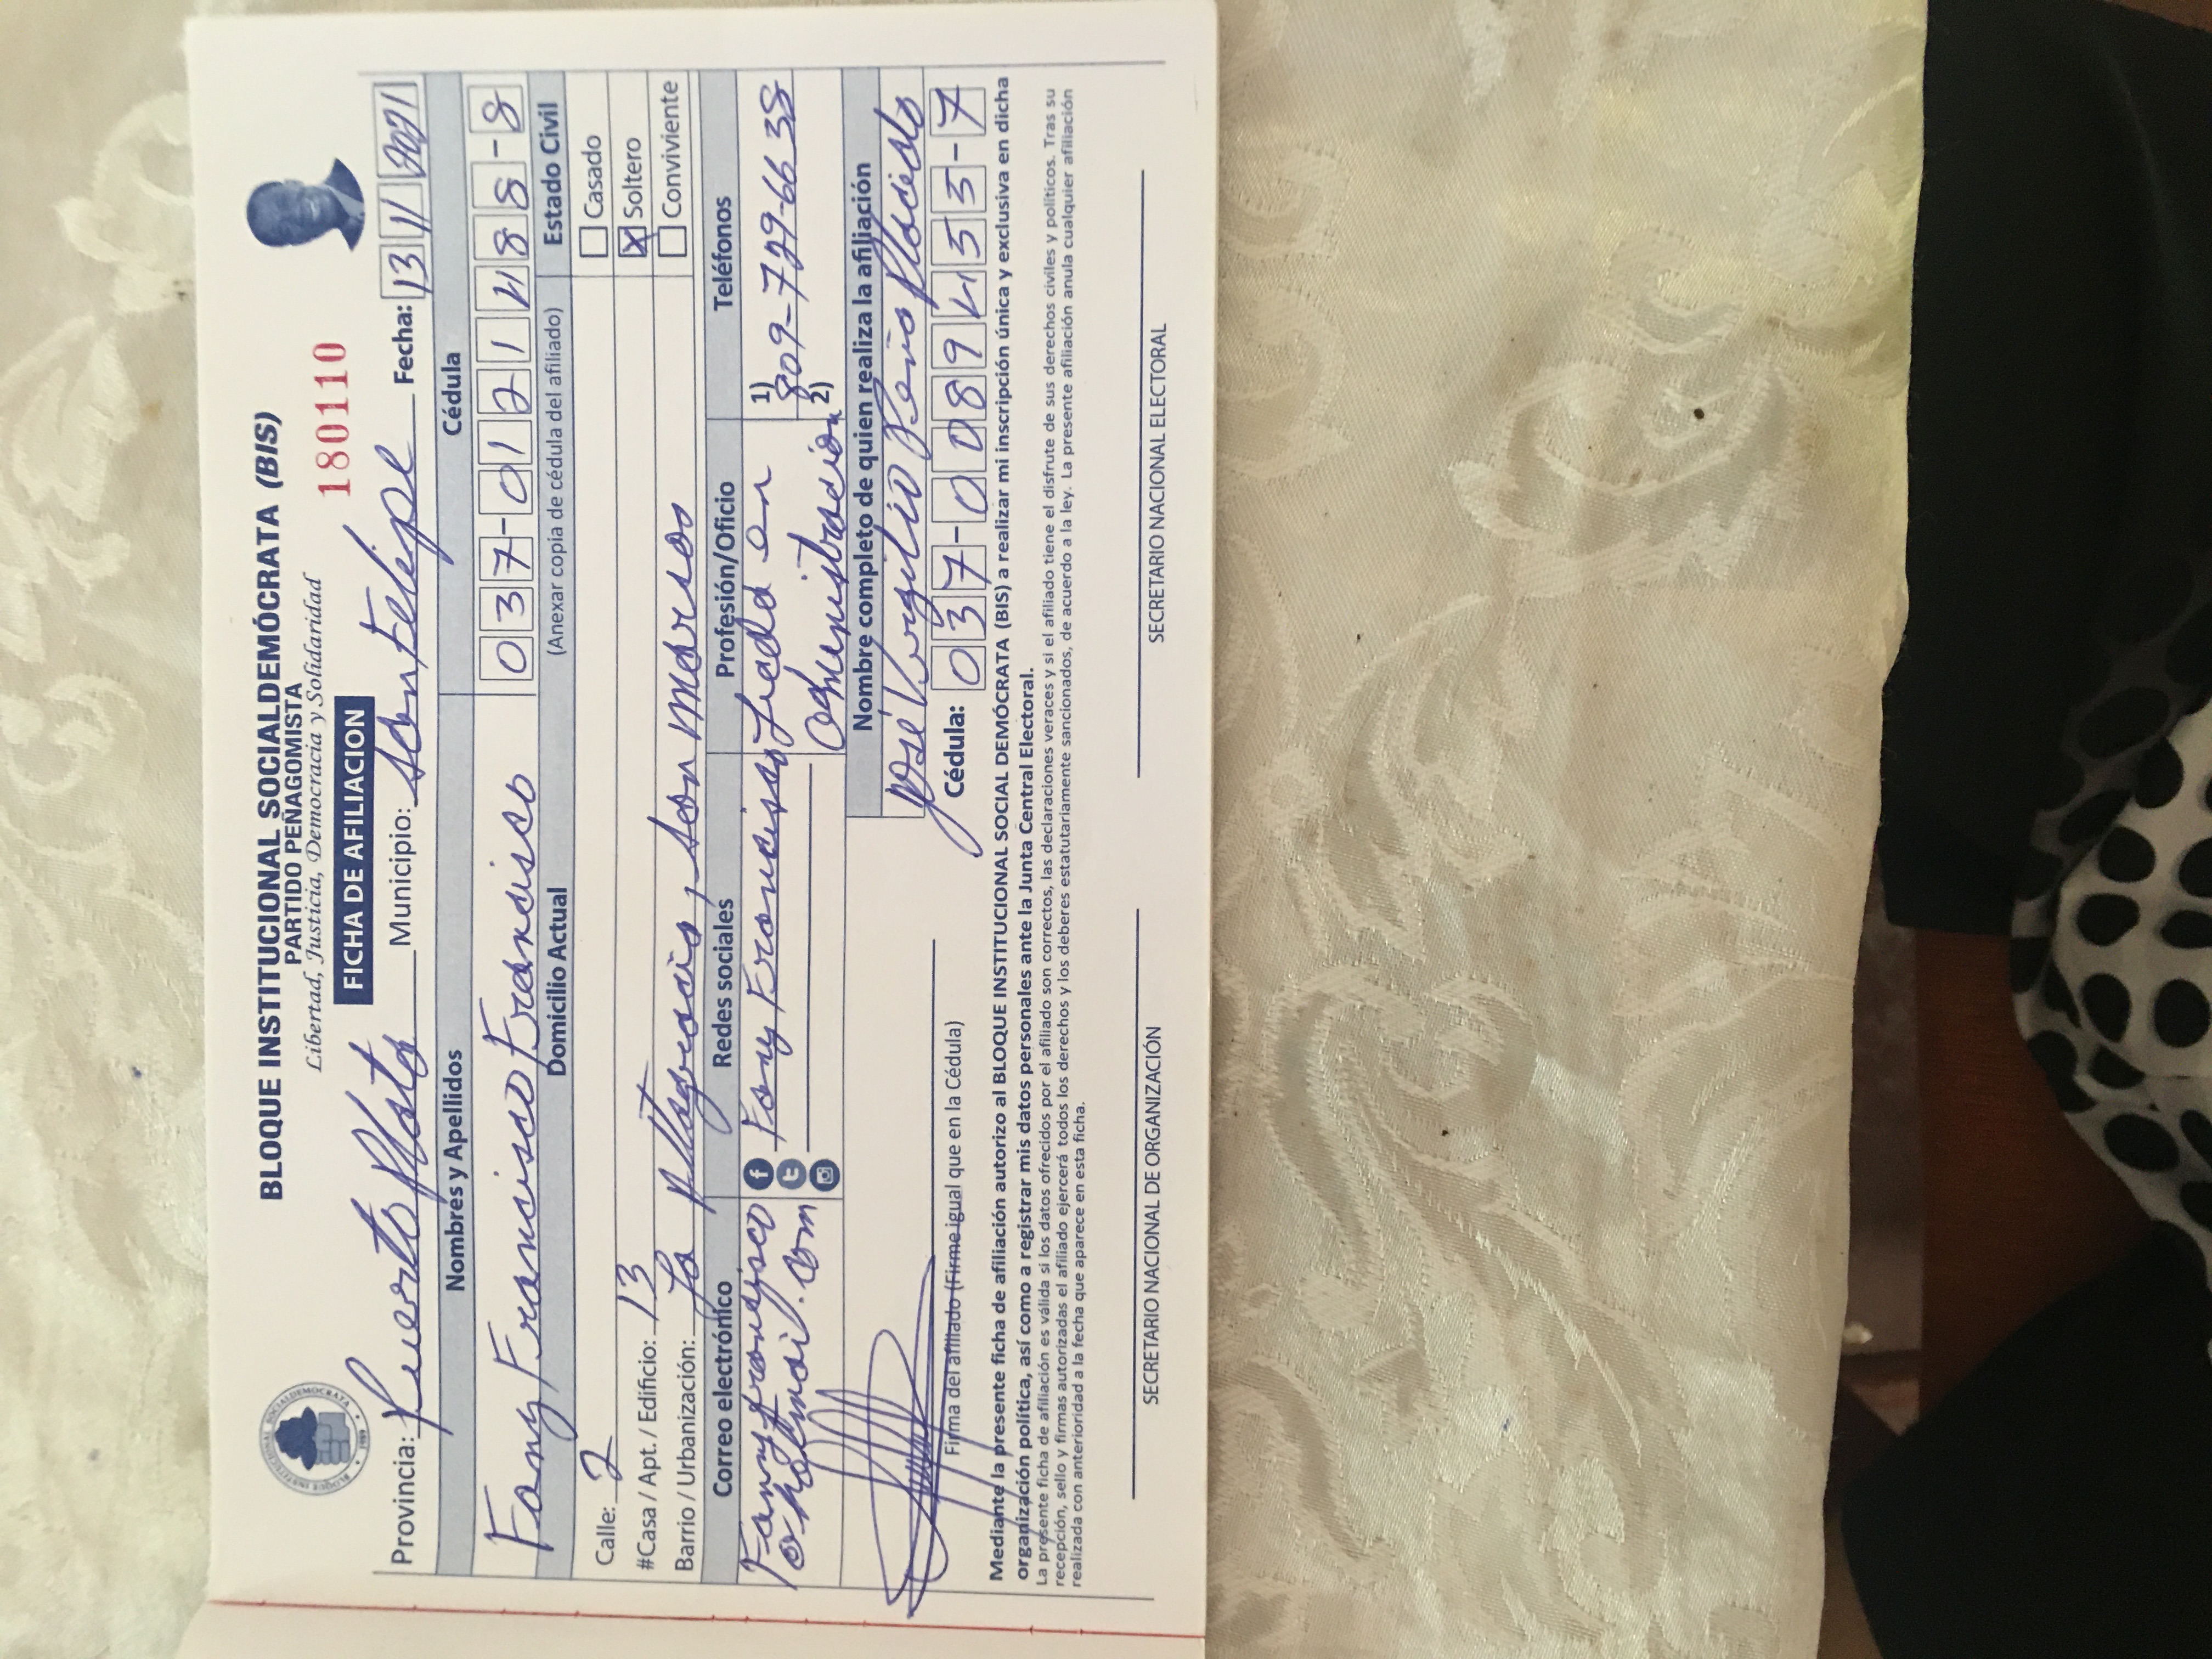 BLOQUE INSTITUCIONAL SOCIALDEMÓCRATA (BIS)
PARTIDO PEÑAGOMISTA
Libertad, Justicia, Democracia y Solidaridad
180110
FICHA DE AFILIACION
Provincia: Puerto Plata Municipio: San Felipe Fecha: 13 11 2021
Nombres y Apellidos Cédula
Fany Francisco Francisco 037-0121488-8
Domicilio Actual (Anexar copia de cédula del afiliado) Estado Civil
Calle: 2 Casado
#Casa / Apt. / Edificio: 13 X Soltero
Barrio / Urbanización: La San Marcos Conviviente
Correo electrónico Redes sociales Profesión/Oficio Teléfonos
Fany Francisco en 1) 809-729-6638
.com administracion 2)
Nombre completo de quien realiza la afiliación
José Virgilio Peña
Cédula: 037-0089455-7
Firma del afiliado (Firme igual que en la Cédula)
Mediante la presente ficha de afiliación autorizo al BLOQUE INSTITUCIONAL SOCIAL DEMÓCRATA (BIS) a realizar mi inscripción única y exclusiva en dicha
organización política, así como a registrar mis datos personales ante la Junta Central Electoral.
La presente ficha de afiliación es válida si los datos ofrecidos por el afiliado son correctos, las declaraciones veraces y si el afiliado tiene el disfrute de sus derechos civiles y políticos. Tras su
recepción, sello y firmas autorizadas el afiliado ejercerá todos los derechos y los deberes estatutariamente sancionados, de acuerdo a la ley. La presente afiliación anula cualquier afiliación
realizada con anterioridad a la fecha que aparece en esta ficha.
SECRETARIO NACIONAL DE ORGANIZACIÓN SECRETARIO NACIONAL ELECTORAL